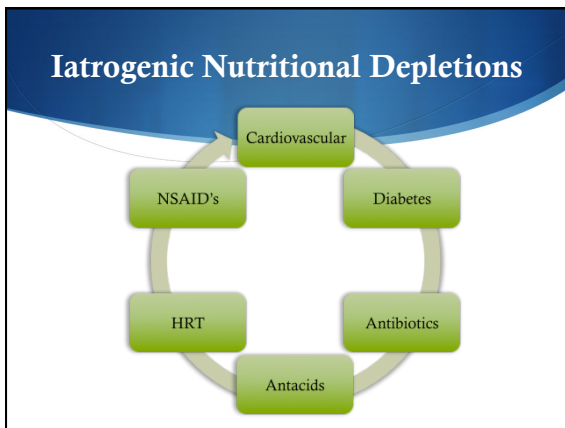 Iatrogenic Nutritional Depletions
Cardiovascular
Diabetes
Antibiotics
Antacids
HRT
NSAID's